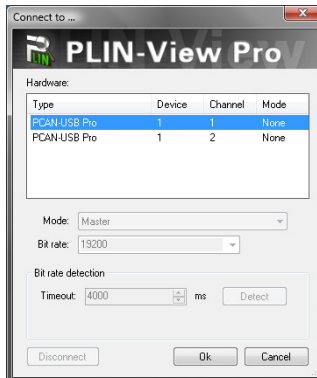 Connect to ...
PLIN-View Pro
Hardware:
Type Device Channel Mode
PCAN-USB Pro 1 1 None
PCAN-USB Pro 1 2 None
Mode: Master
Bit rate: 19200
Bit rate detection
Timeout: 4000 ms Detect
Disconnect Ok Cancel